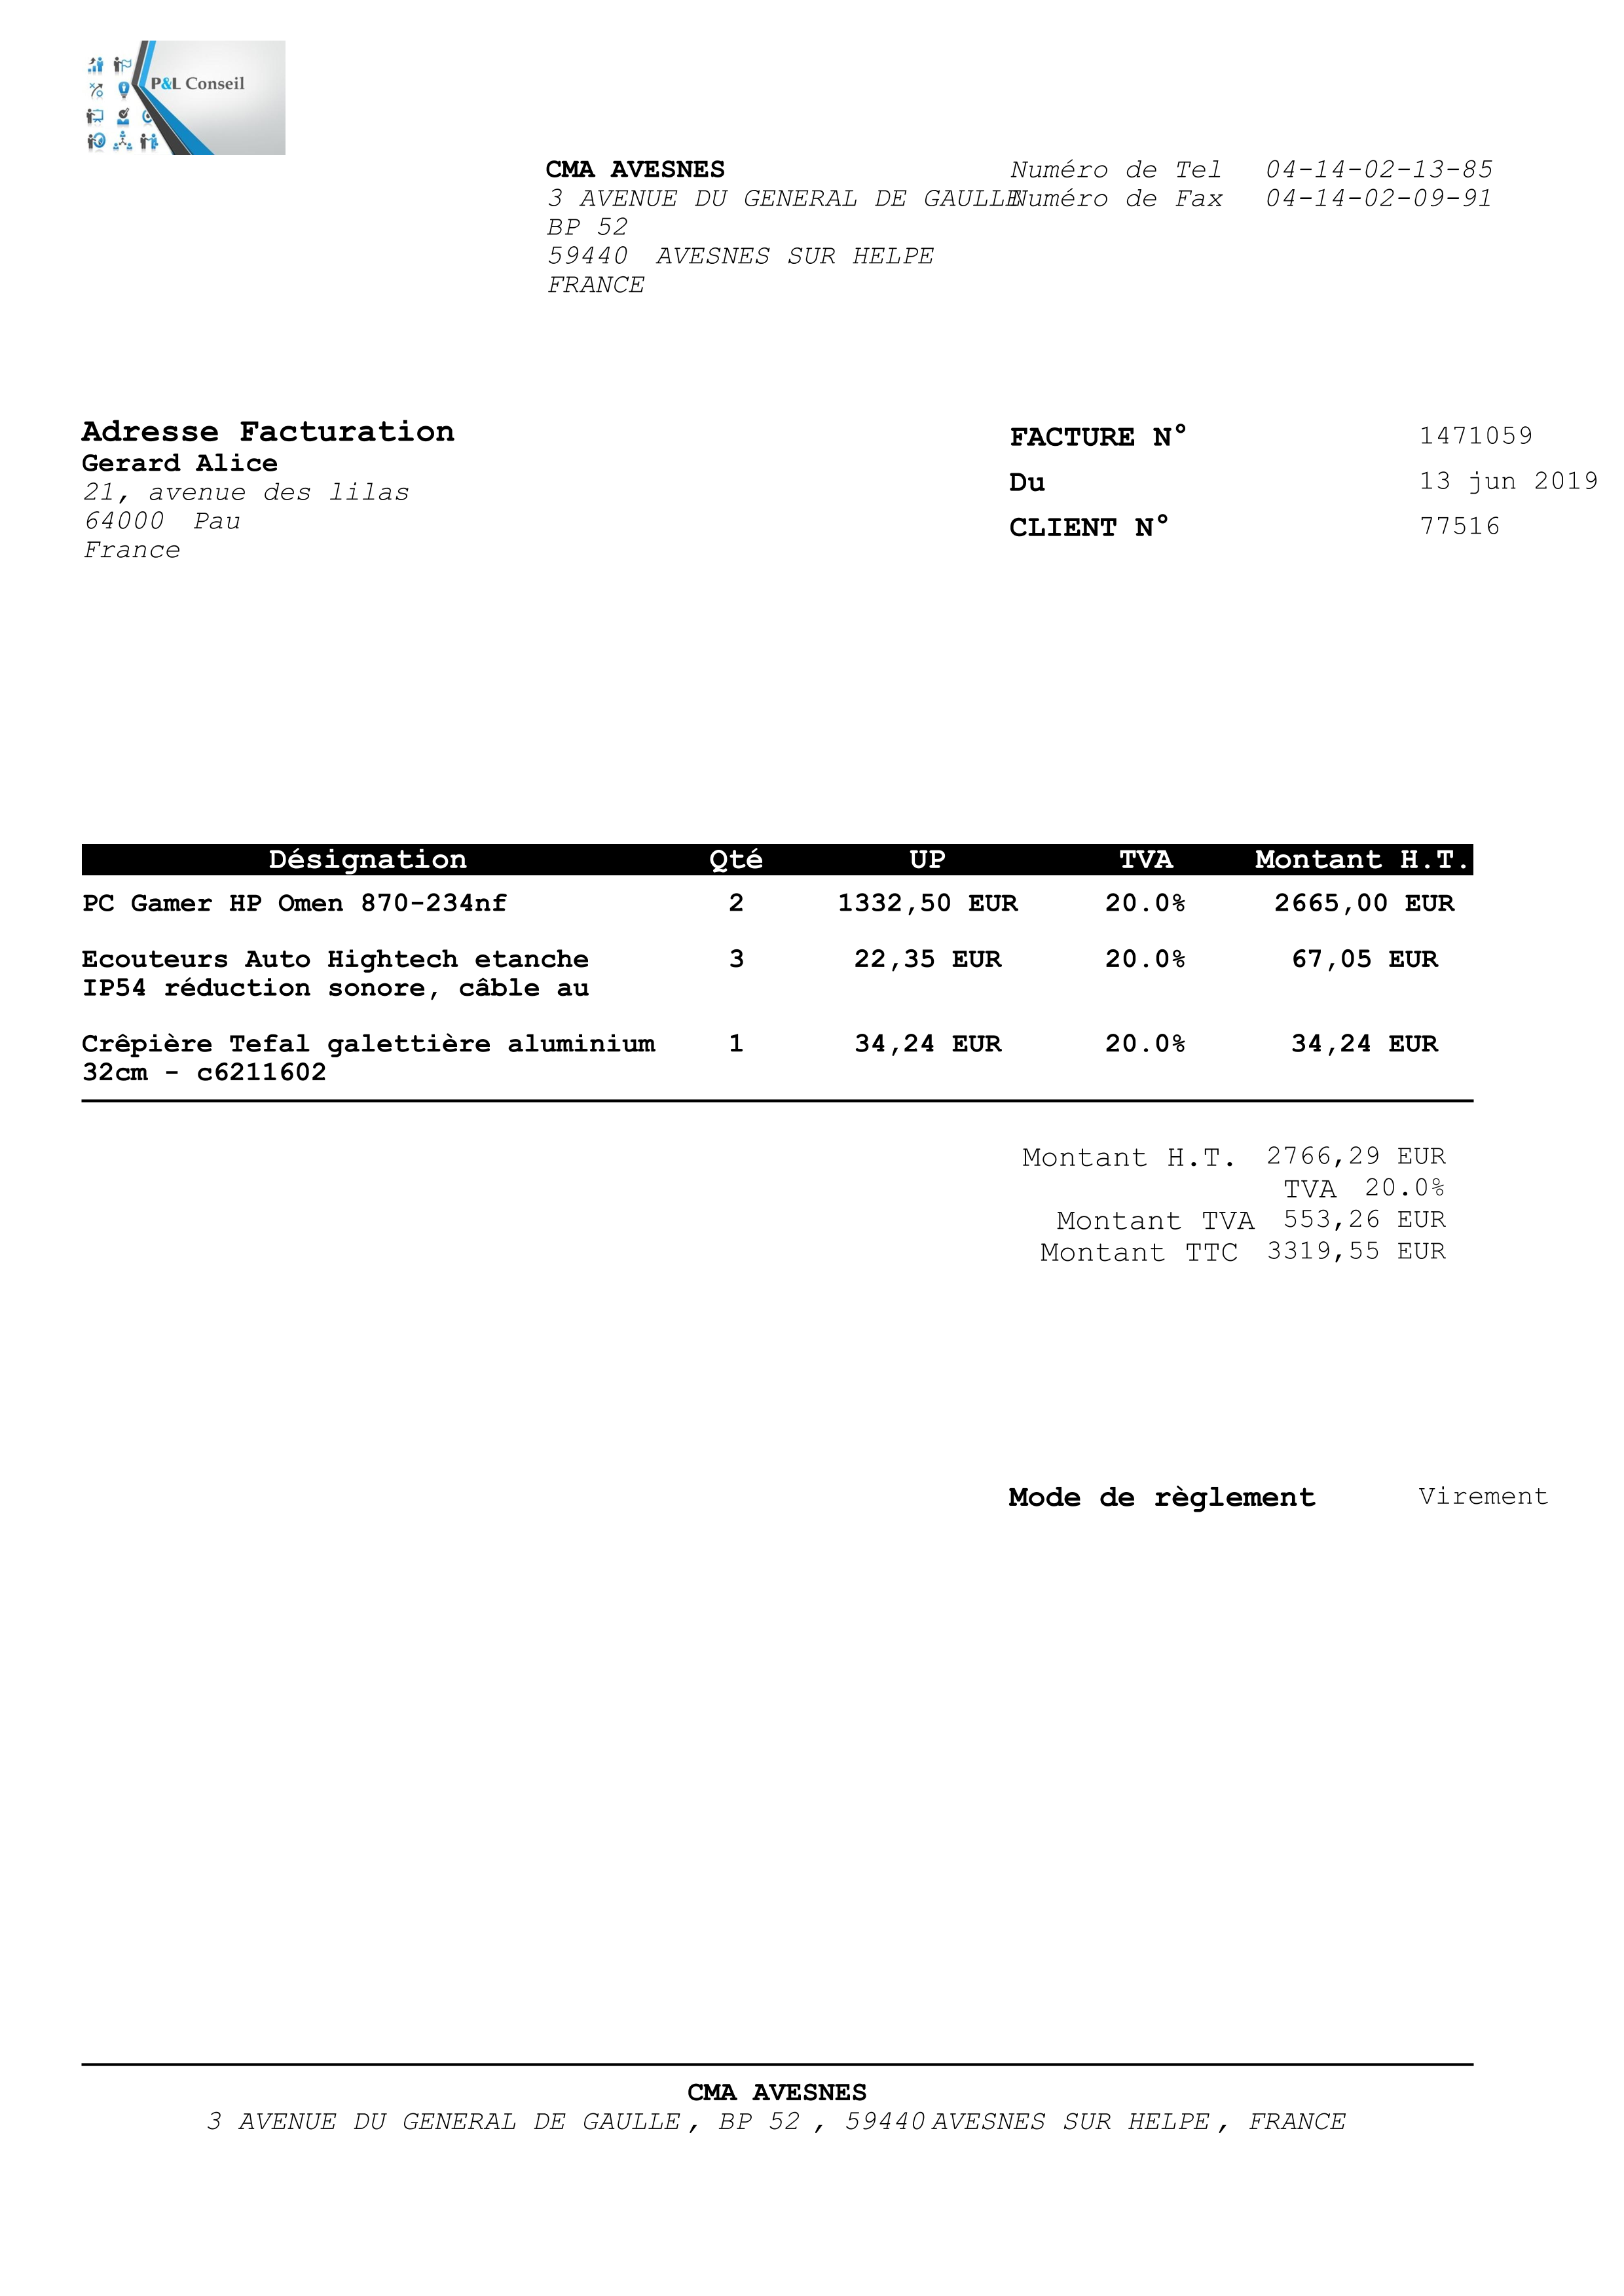 P&L Conseil
CMA AVESNES
3 AVENUE DU GENERAL DE GAULLE
BP 52
59440 AVESNES SUR HELPE
FRANCE
Numéro de Tel 04-14-02-13-85
Numéro de Fax 04-14-02-09-91
Adresse Facturation
Gerard Alice
21, avenue des lilas
64000 Pau
France
FACTURE N° 1471059
Du 13 jun 2019
CLIENT N° 77516
Désignation Qté UP TVA Montant H.T.
PC Gamer HP Omen 870-234nf 2 1332,50 EUR 20.0% 2665,00 EUR
Ecouteurs Auto Hightech etanche 3 22,35 EUR 20.0% 67,05 EUR
IP54 réduction sonore, câble au
Crêpière Tefal galettière aluminium 1 34,24 EUR 20.0% 34,24 EUR
32cm - c6211602
Montant H.T. 2766,29 EUR
TVA 20.0%
Montant TVA 553,26 EUR
Montant TTC 3319,55 EUR
Mode de règlement Virement
CMA AVESNES
3 AVENUE DU GENERAL DE GAULLE , BP 52 , 59440 AVESNES SUR HELPE , FRANCE